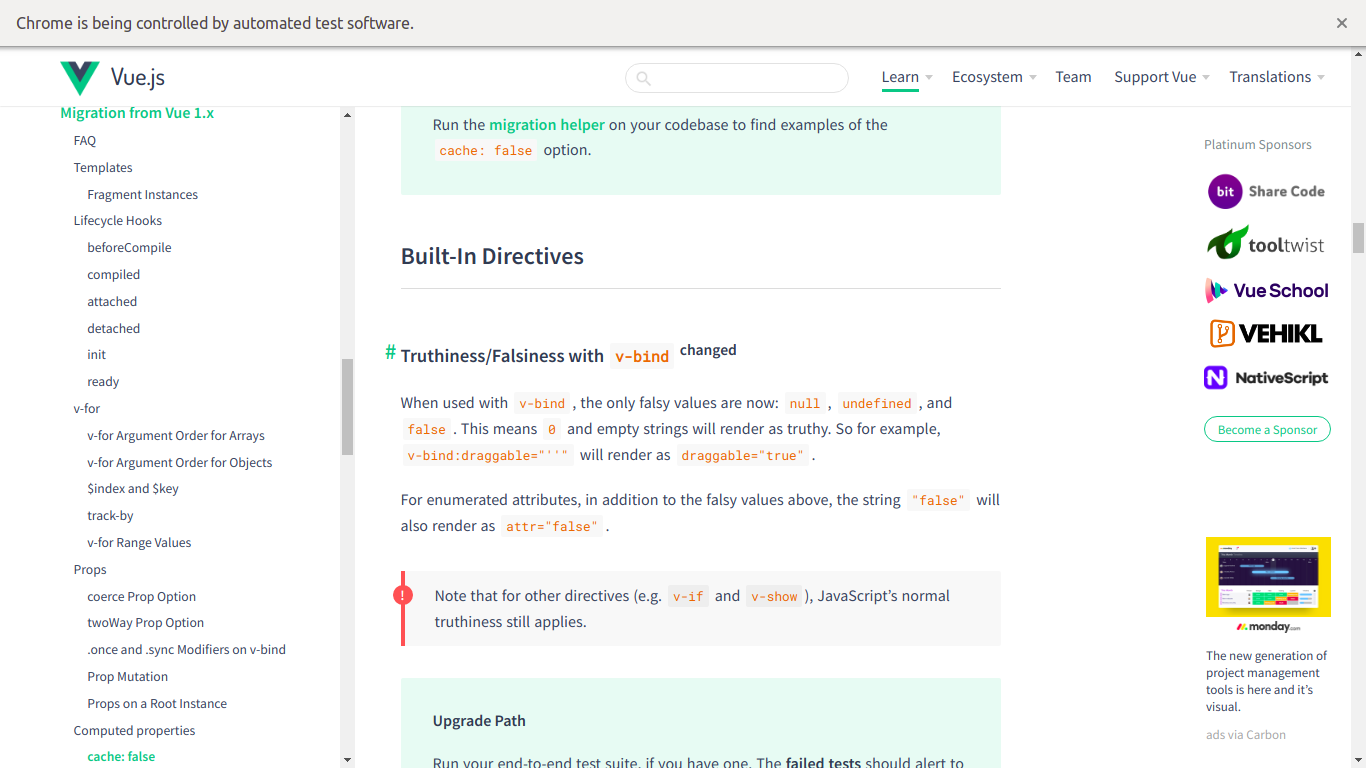 Chrome is being controlled by automated test software.
Vue.js
Learn
Ecosystem
Team
Support Vue
Translations
Migration from Vue 1.x
FAQ
Templates
Fragment Instances
Lifecycle Hooks
beforeCompile
compiled
attached
detached
init
ready
v-for
v-for Argument Order for Arrays
v-for Argument Order for Objects
$index and $key
track-by
v-for Range Values
Props
coerce Prop Option
twoWay Prop Option
.once and .sync Modifiers on v-bind
Prop Mutation
Props on a Root Instance
Computed properties
cache: false
Run the migration helper on your codebase to find examples of the
cache: false option.
Built-In Directives
# Truthiness/Falsiness with v-bind changed
When used with v-bind , the only falsy values are now: null , undefined , and
false . This means 0 and empty strings will render as truthy. So for example,
v-bind:draggable="''" will render as draggable="true" .
For enumerated attributes, in addition to the falsy values above, the string "false" will
also render as attr="false" .
! Note that for other directives (e.g. v-if and v-show ), JavaScript's normal
truthiness still applies.
Upgrade Path
Run your end-to-end test suite, if you have one. The failed tests should alert to
Platinum Sponsors
bit Share Code
tooltwist
Vue School
VEHIKL
NativeScript
Become a Sponsor
monday.com
The new generation of
project management
tools is here and it's
visual.
ads via Carbon